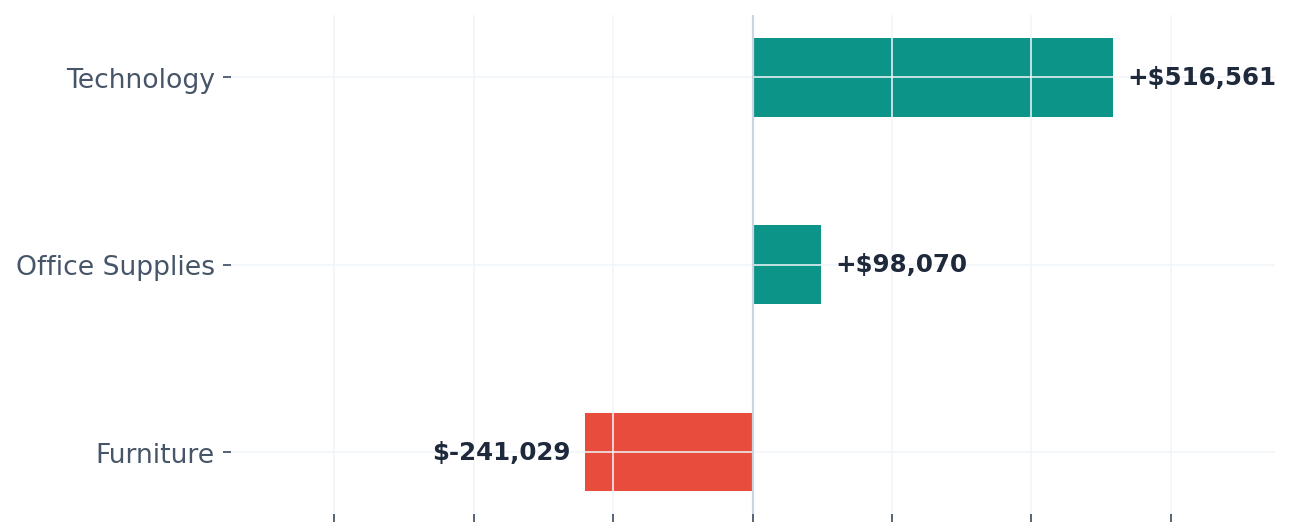 Technology +$516,561
Office Supplies +$98,070
Furniture $-241,029